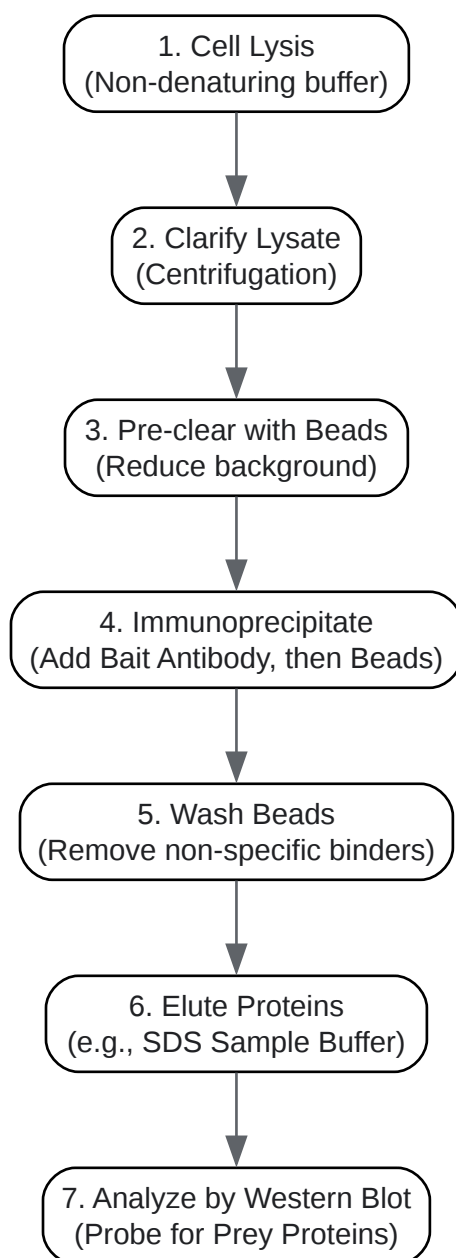 1. Cell Lysis
(Non-denaturing buffer)
2. Clarify Lysate
(Centrifugation)
3. Pre-clear with Beads
(Reduce background)
4. Immunoprecipitate
(Add Bait Antibody, then Beads)
5. Wash Beads
(Remove non-specific binders)
6. Elute Proteins
(e.g., SDS Sample Buffer)
7. Analyze by Western Blot
(Probe for Prey Proteins)